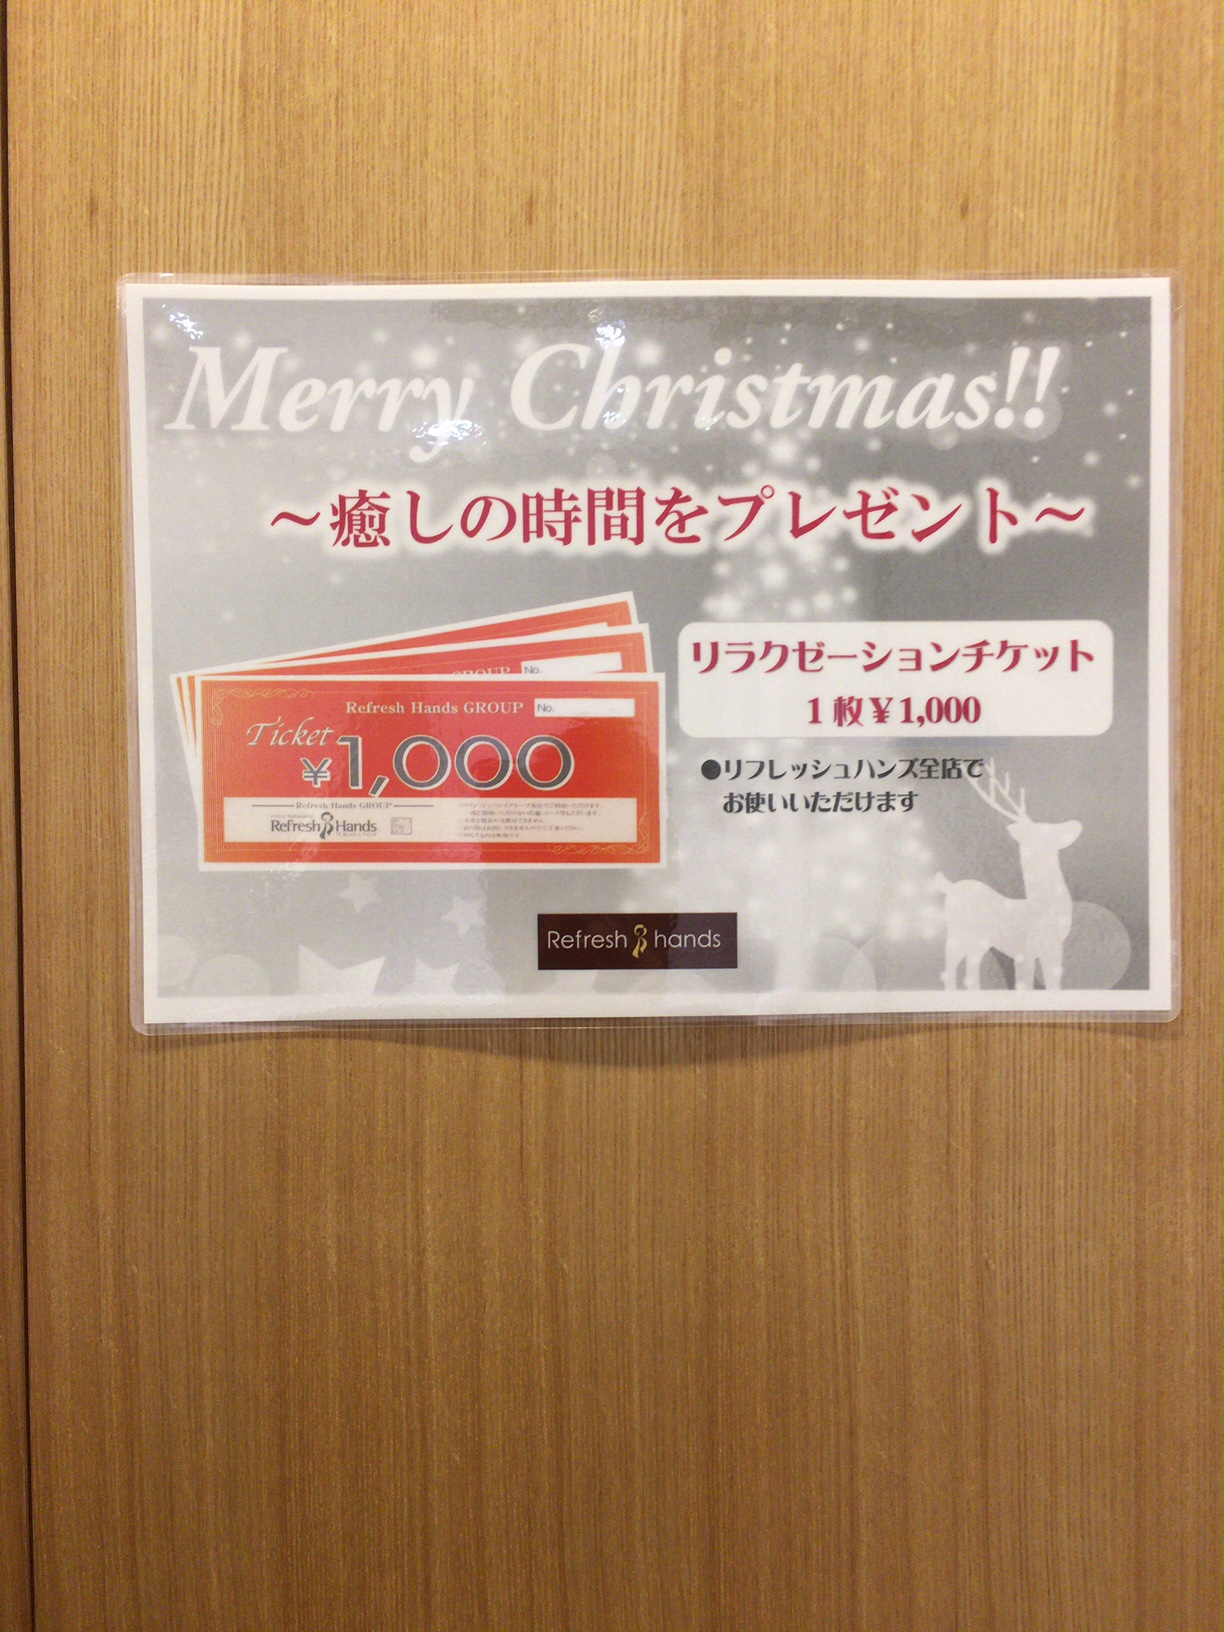 Merry Christmas!!
～癒しの時間をプレゼント～
GROUP No.
Refresh Hands GROUP No.
Ticket
¥1,000
Refresh Hands GROUP
Refresh Hands
リラクゼーションチケット
1枚¥1,000
●リフレッシュハンズ全店で
お使いいただけます
Refresh hands